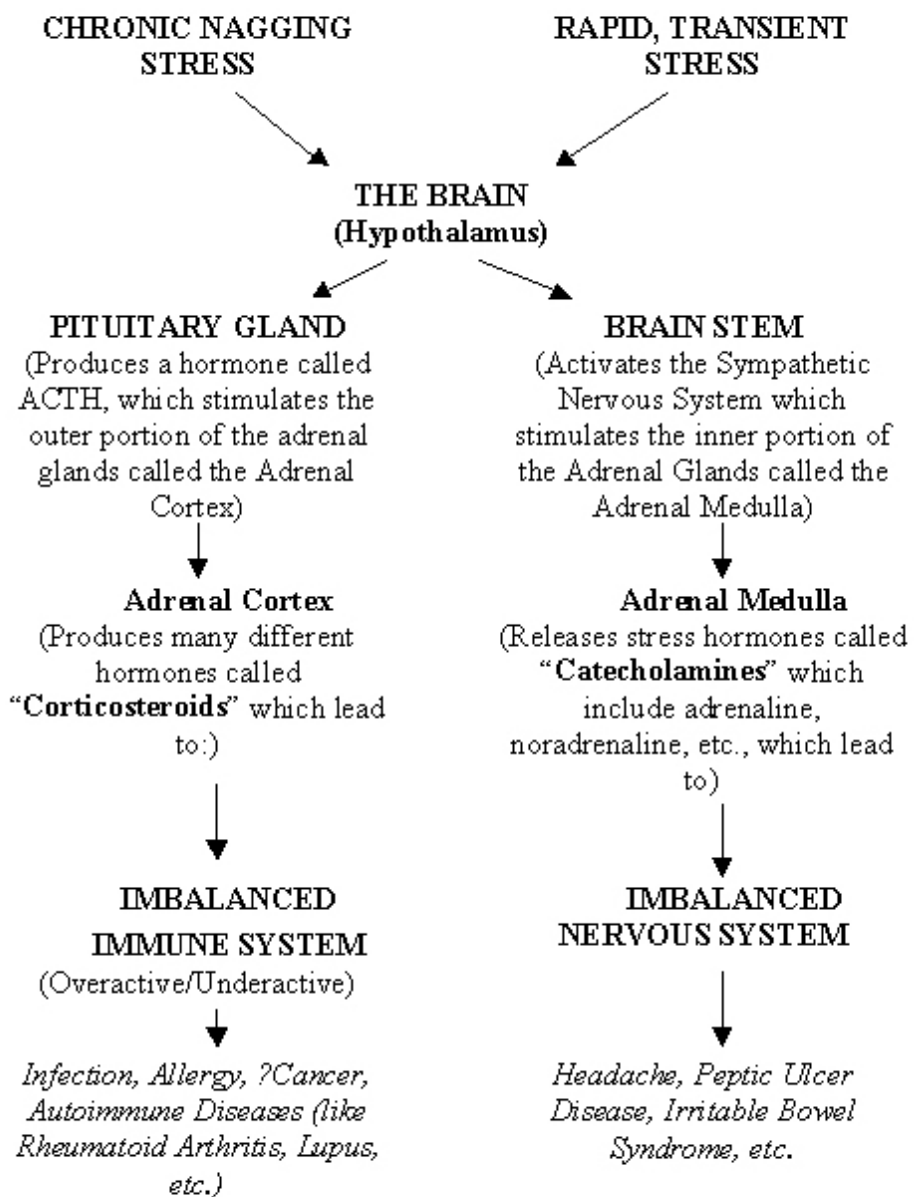 CHRONIC NAGGING
STRESS
RAPID, TRANSIENT
STRESS
THE BRAIN
(Hypothalamus)
PITUITARY GLAND
(Produces a hormone called
ACTH, which stimulates the
outer portion of the adrenal
glands called the Adrenal
Cortex)
BRAIN STEM
(Activates the Sympathetic
Nervous System which
stimulates the inner portion of
the Adrenal Glands called the
Adrenal Medulla)
Adrenal Cortex
(Produces many different
hormones called
“Corticosteroids” which lead
to:)
Adrenal Medulla
(Releases stress hormones called
“Catecholamines” which
include adrenaline,
noradrenaline, etc., which lead
to)
IMBALANCED
IMMUNE SYSTEM
(Overactive/Underactive)
IMBALANCED
NERVOUS SYSTEM
Infection, Allergy, ?Cancer,
Autoimmune Diseases (like
Rheumatoid Arthritis, Lupus,
etc.)
Headache, Peptic Ulcer
Disease, Irritable Bowel
Syndrome, etc.